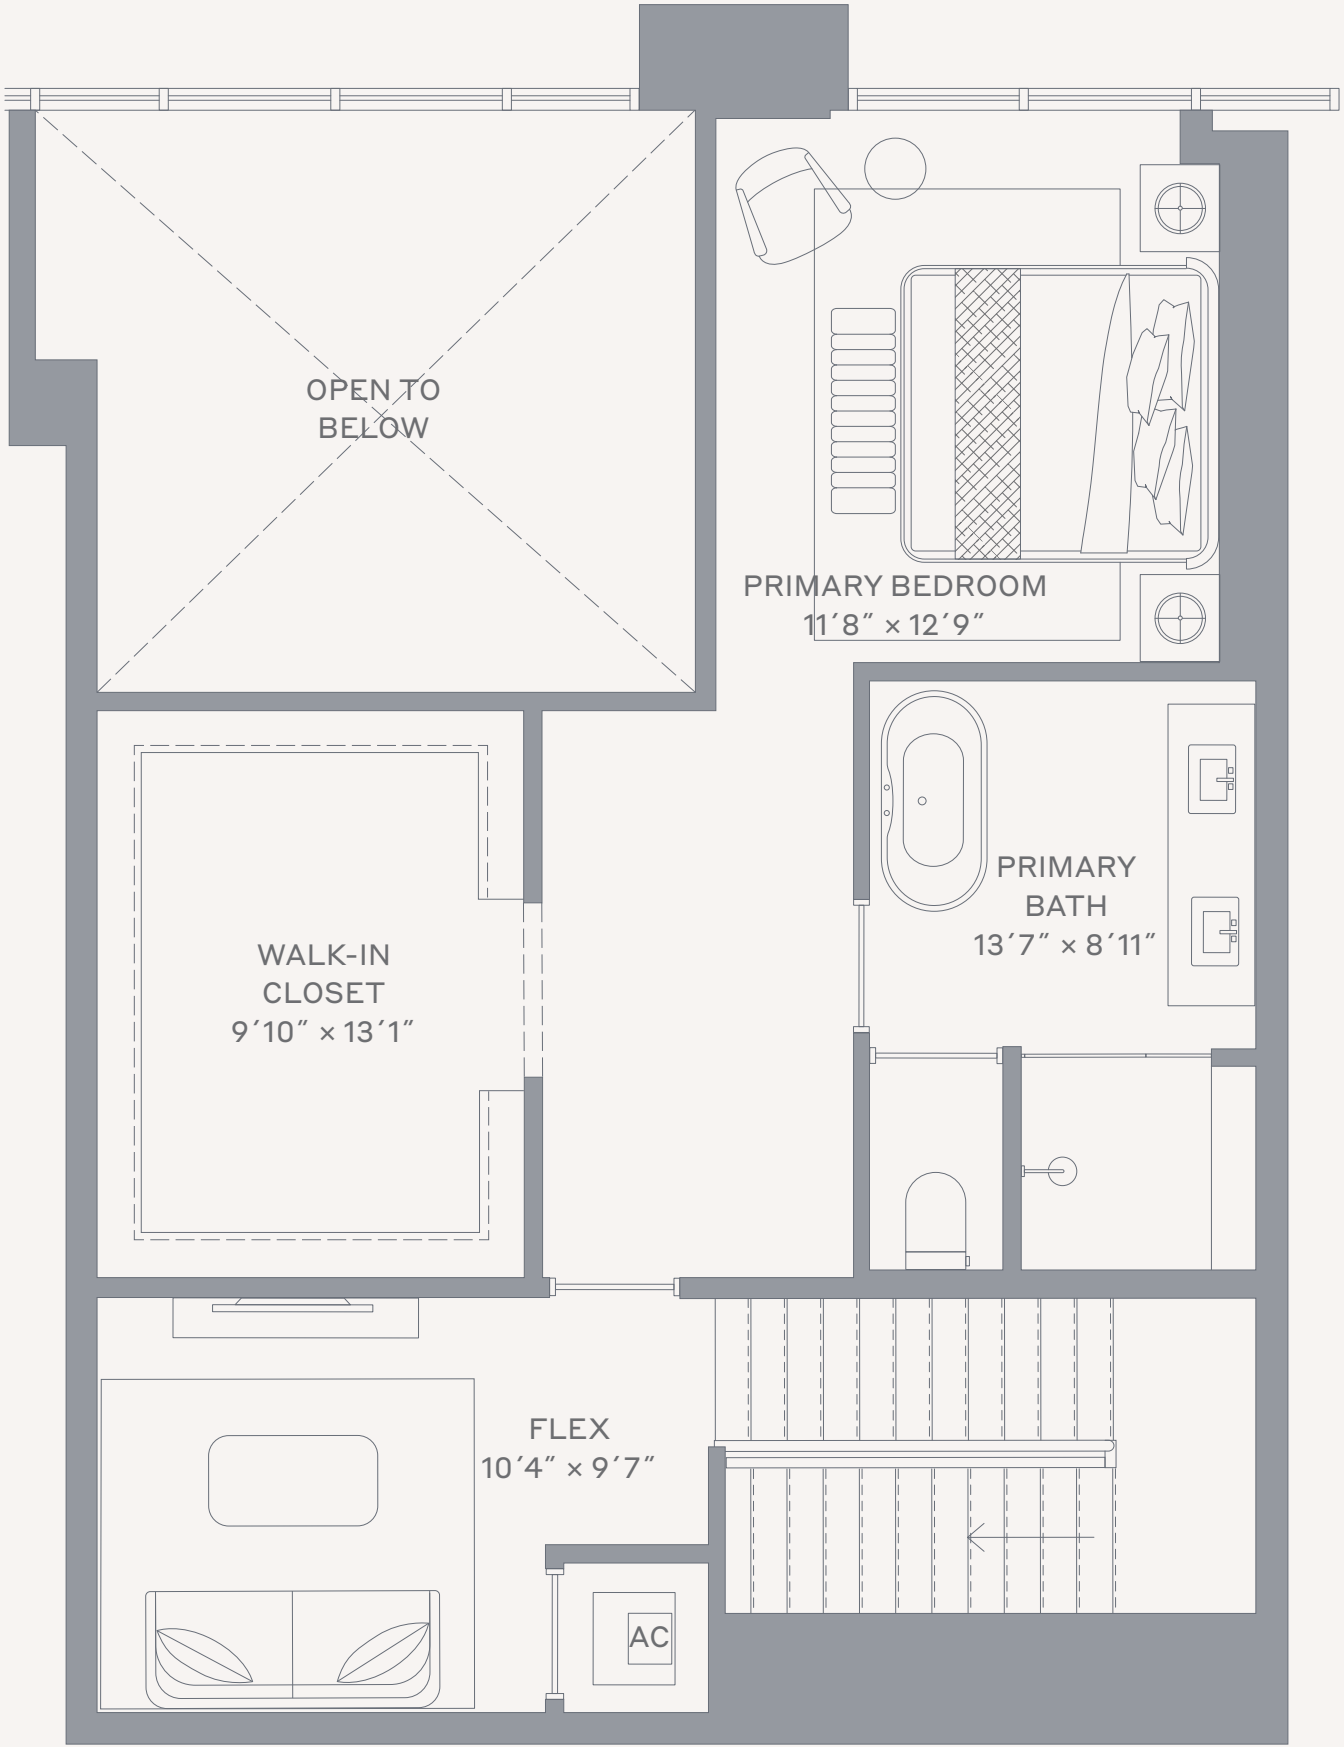 OPEN TO
BELOW
PRIMARY BEDROOM
11′8″ × 12′9″
PRIMARY
BATH
13′7″ × 8′11″
WALK-IN
CLOSET
9′10″ × 13′1″
FLEX
10′4″ × 9′7″
AC